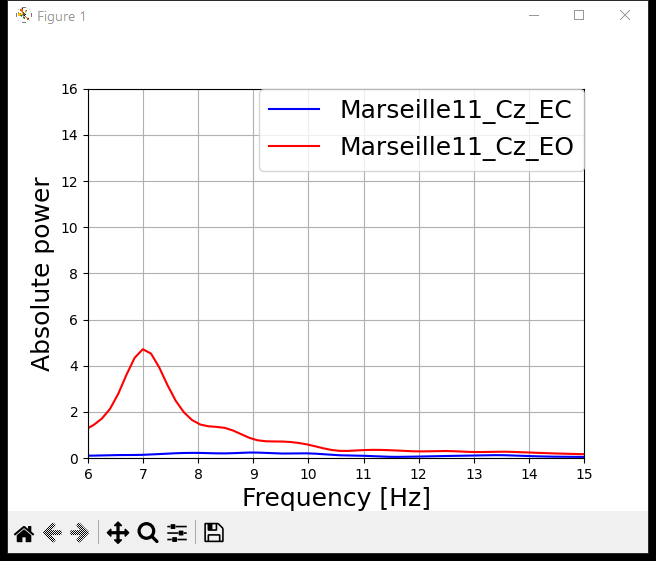 Figure 1
16
14
12
10
8
6
4
2
0
Absolute power
Marseille11_Cz_EC
Marseille11_Cz_EO
6 7 8 9 10 11 12 13 14 15
Frequency [Hz]